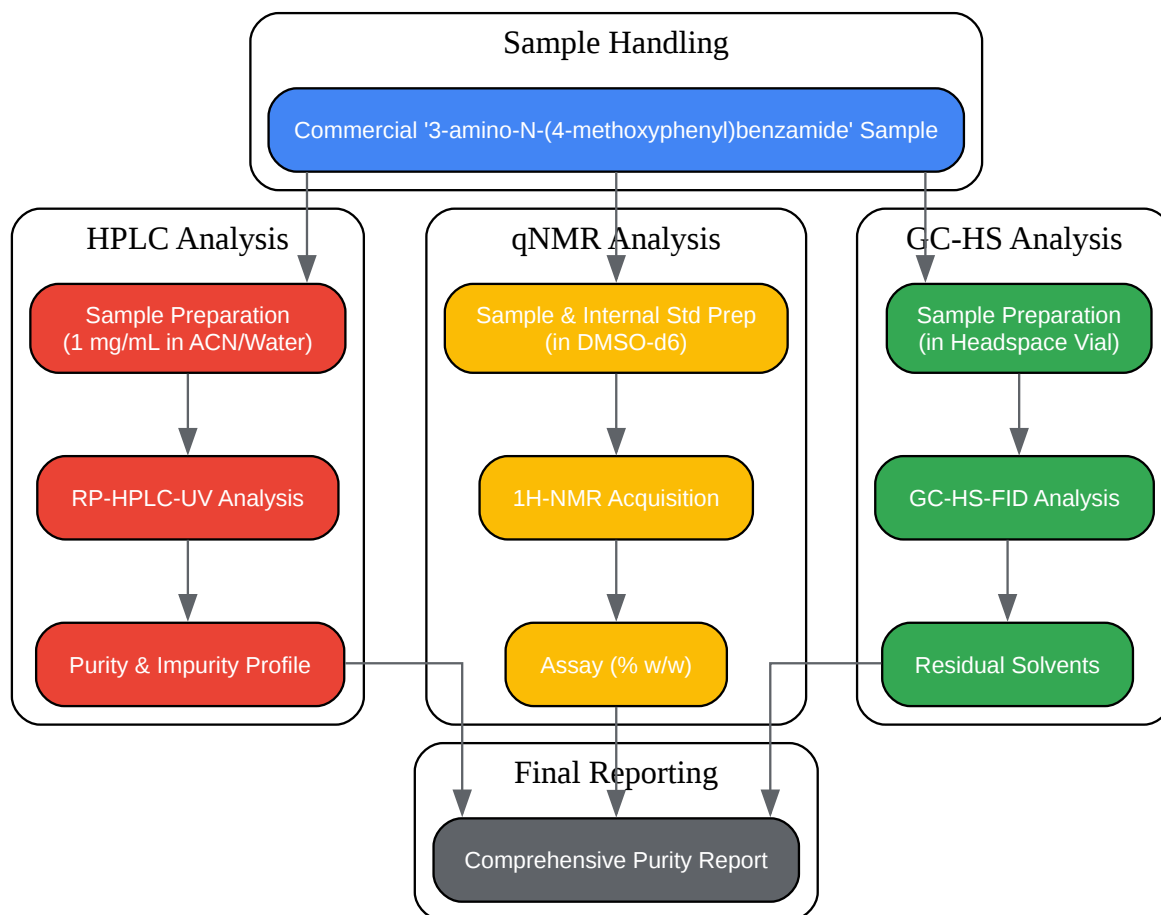 Sample Handling
Commercial '3-amino-N-(4-methoxyphenyl)benzamide' Sample
HPLC Analysis
Sample Preparation
(1 mg/mL in ACN/Water)
RP-HPLC-UV Analysis
Purity & Impurity Profile
qNMR Analysis
Sample & Internal Std Prep
(in DMSO-d6)
1H-NMR Acquisition
Assay (% w/w)
GC-HS Analysis
Sample Preparation
(in Headspace Vial)
GC-HS-FID Analysis
Residual Solvents
Final Reporting
Comprehensive Purity Report